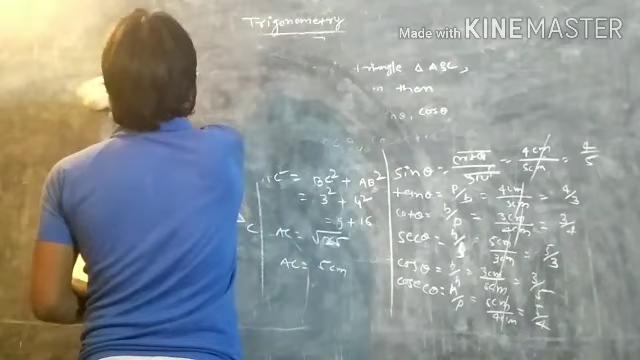 Made with KINEMASTER
Trigonometry
triangle Δ ABC,
then
cosθ
= BC² + AB²
= 3² + 4²
= 9 + 16
AC = √25
AC = 5cm
C
sinθ = = 4cm/5cm = 4/5
tanθ = P/b = 4cm/3cm = 4/3
cotθ = b/P = 3cm/4cm = 3/4
secθ = h/b = 5cm/3cm = 5/3
cosθ = b/h = 3cm/5cm = 3/5
cosecθ = h/P = 5cm/4cm = 5/4